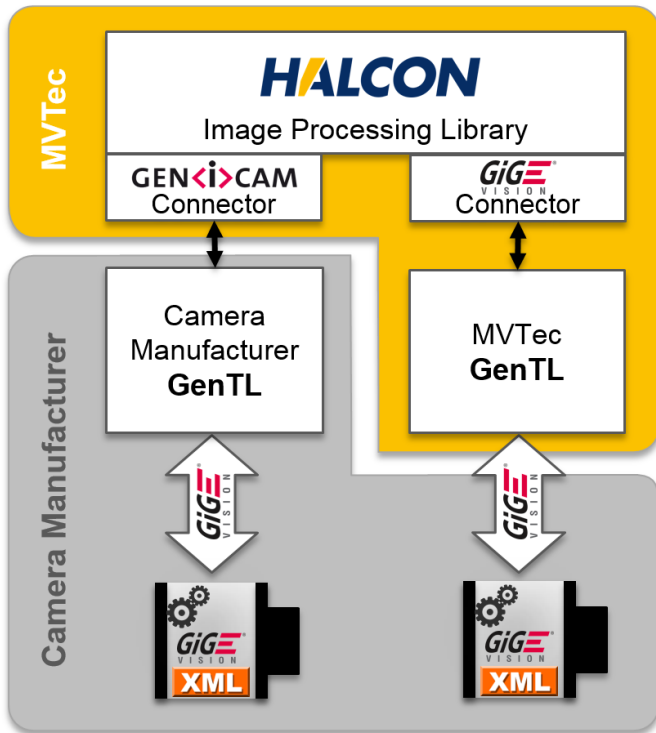 MVTec
HALCON
Image Processing Library
GEN<i>CAM
Connector
GiGE
VISION
Connector
Camera Manufacturer
Camera
Manufacturer
GenTL
MVTec
GenTL
GiGE
VISION
GiGE
VISION
GiGE
VISION
XML
GiGE
VISION
XML